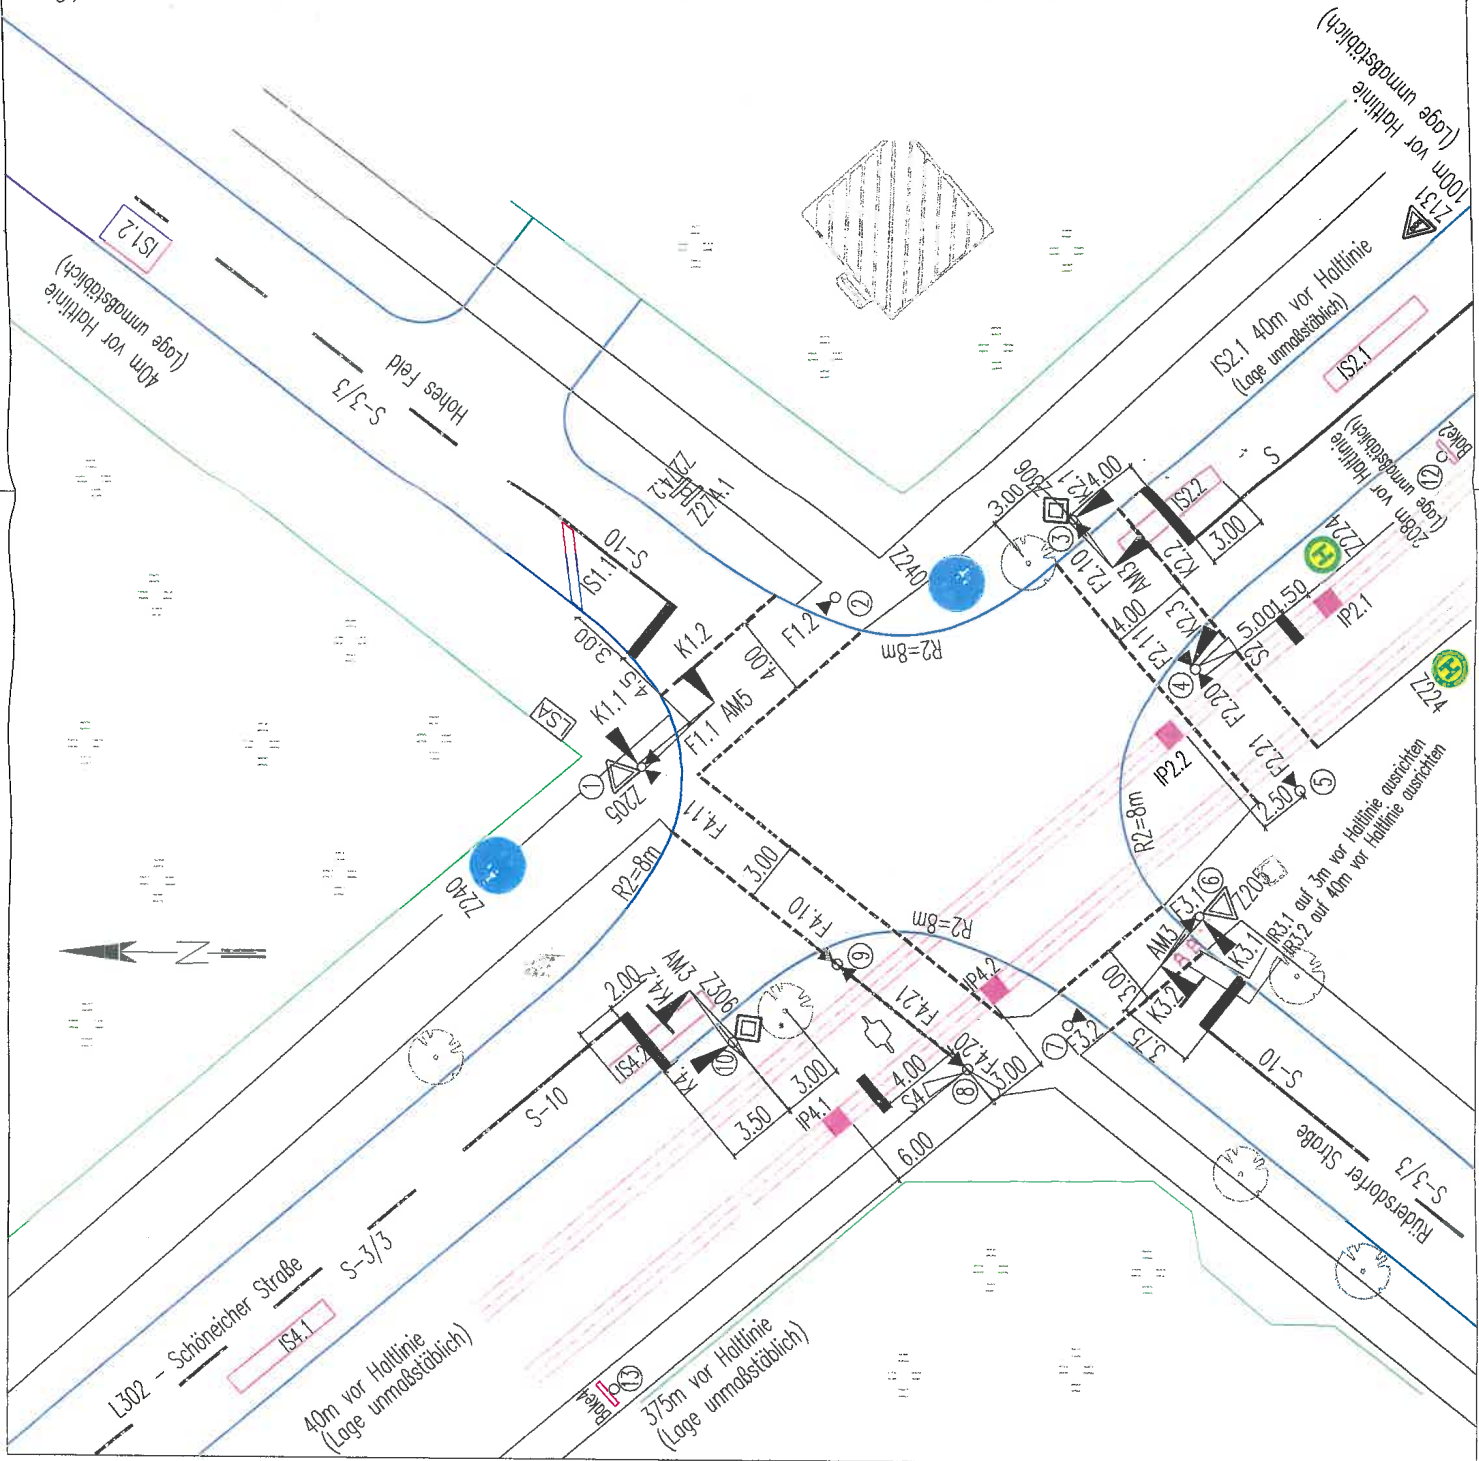 100m vor Haltlinie
(Lage unmaßstäblich)
Z131
IS1.2
40m vor Haltlinie
(Lage unmaßstäblich)
S-3/3
Hohes Feld
Z274.1
IS2.1 40m vor Haltlinie
(Lage unmaßstäblich)
IS2.1
S
208m vor Haltlinie
(Lage unmaßstäblich)
12
Bake2
S-10
IS1.1
3.00
4.5
K1.2
K1.1
4.00
F1.2
2
F1.1
AM5
LSA
1
Z205
Z240
Z240
R2=8m
3.00
Z306
K2.1
4.00
3
F2.10
AM3
IS2.2
K2.2
3.00
4.00
F2.11
K2.3
4
S2
5.00
1.50
Z224
H
IP2.1
Z224
H
F2.20
F2.21
IP2.2
2.50
5
R2=8m
R2=8m
F4.11
3.00
F4.10
9
R2=8m
N
2.00
K4.2
AM3
Z306
IS4.2
K4.1
10
S-10
3.50
3.00
IP4.1
4.00
S4
F4.20
F4.21
IP4.2
8
3.00
6.00
7
F3.2
3.00
3.75
K3.2
AM3
F3.1
6
Z205
K3.1
IR3.1 auf 3m vor Haltlinie ausrichten
IR3.2 auf 40m vor Haltlinie ausrichten
S-10
Rüdersdorfer Straße
S-3/3
L302 - Schöneicher Straße
S-3/3
IS4.1
40m vor Haltlinie
(Lage unmaßstäblich)
Bake4
13
375m vor Haltlinie
(Lage unmaßstäblich)